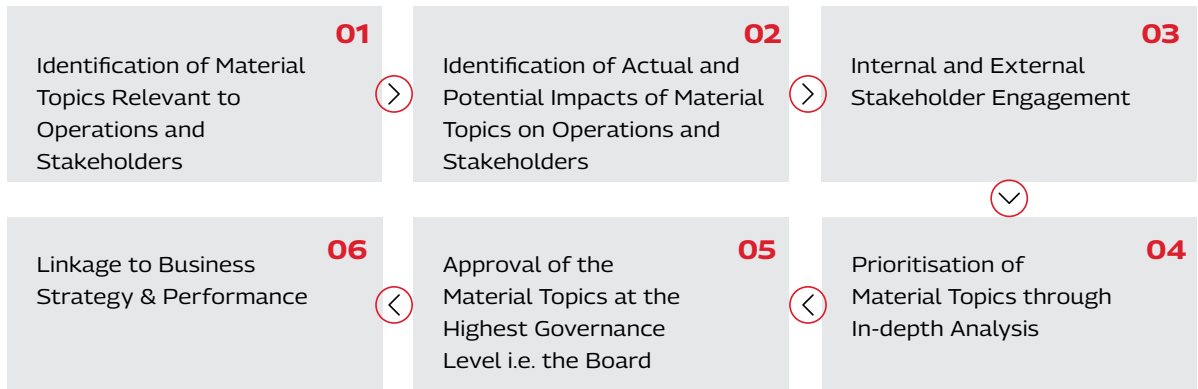 01
Identification of Material
Topics Relevant to
Operations and
Stakeholders
02
Identification of Actual and
Potential Impacts of Material
Topics on Operations and
Stakeholders
03
Internal and External
Stakeholder Engagement
04
Prioritisation of
Material Topics through
In-depth Analysis
05
Approval of the
Material Topics at the
Highest Governance
Level i.e. the Board
06
Linkage to Business
Strategy & Performance